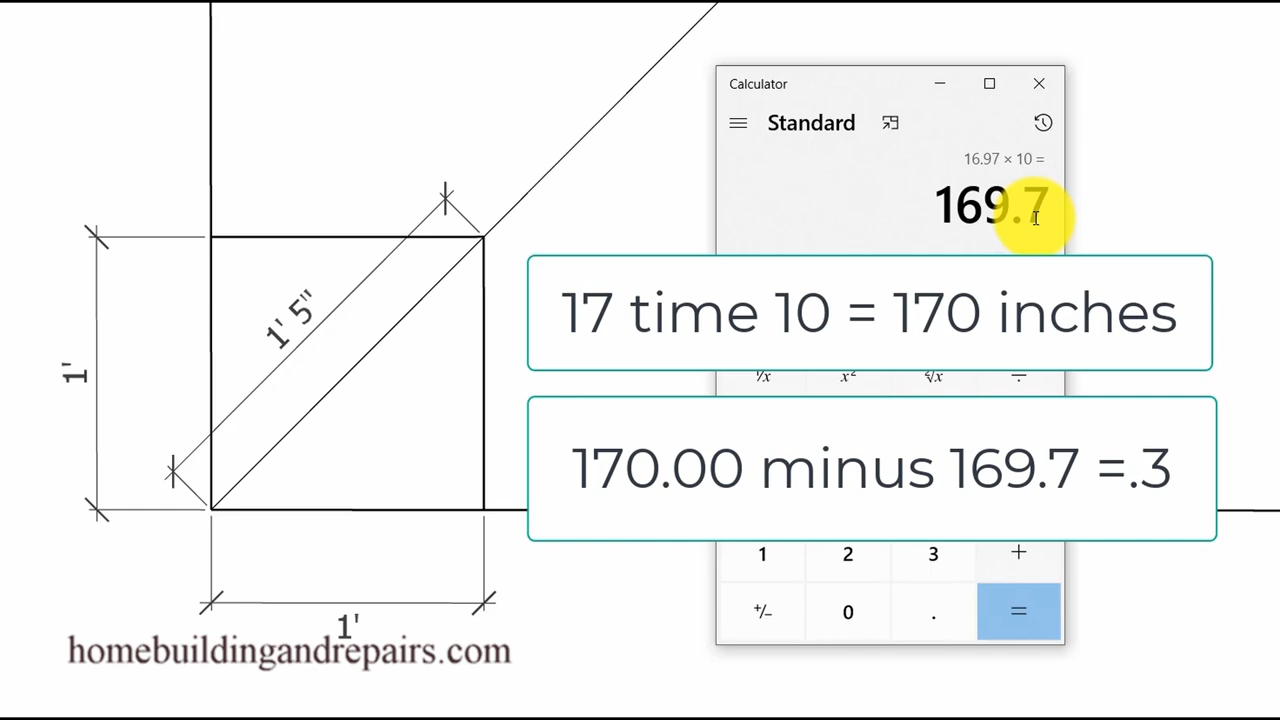 Calculator
Standard
16.97 × 10 =
169.7
17 time 10 = 170 inches
1' 5"
1'
¹/x x² ²√x ÷
170.00 minus 169.7 =.3
1 2 3 +
+/- 0 . =
1'
homebuildingandrepairs.com